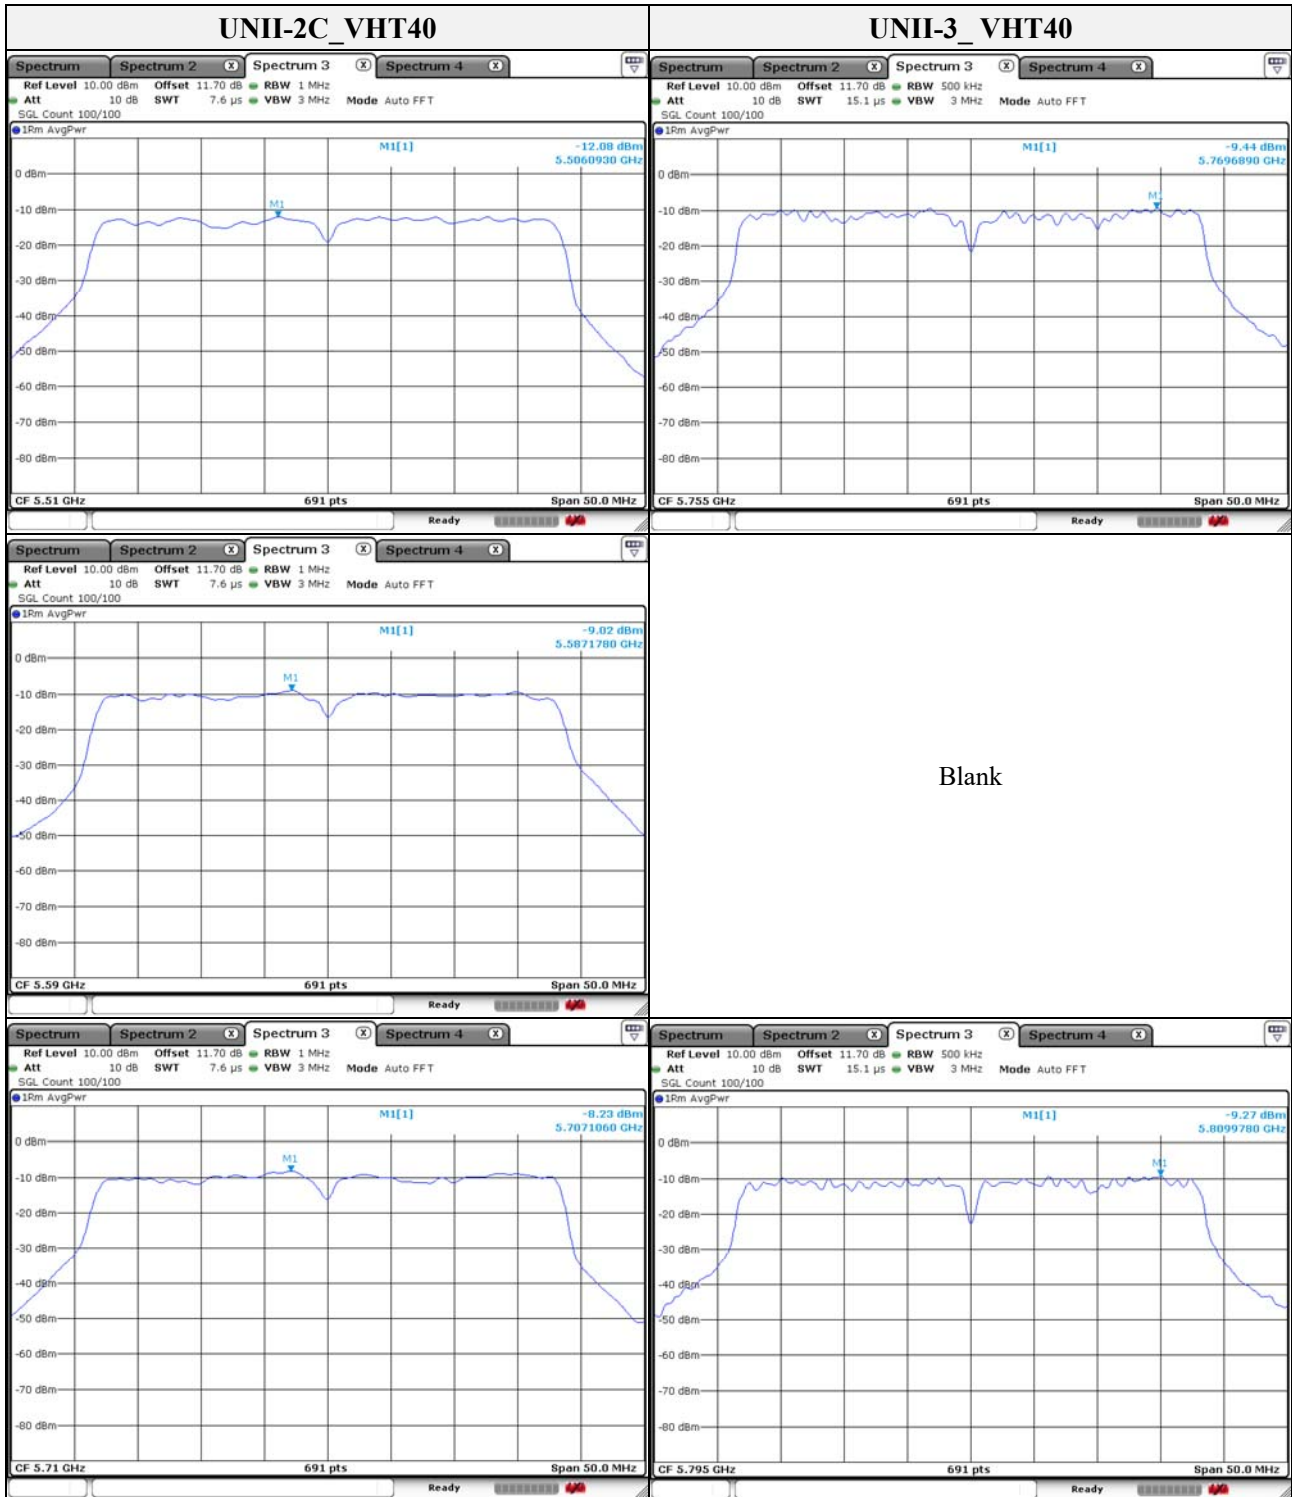 UNII-2C_VHT40
Spectrum Spectrum 2 X Spectrum 3 X Spectrum 4 X
Ref Level 10.00 dBm Offset 11.70 dB RBW 1 MHz
Att 10 dB SWT 7.6 µs VBW 3 MHz Mode Auto FFT
SGL Count 100/100
1Rm AvgPwr
M1[1] -12.08 dBm
5.5060930 GHz
0 dBm
M1
-10 dBm
-20 dBm
-30 dBm
-40 dBm
-50 dBm
-60 dBm
-70 dBm
-80 dBm
CF 5.51 GHz 691 pts Span 50.0 MHz
Ready
UNII-3_ VHT40
Spectrum Spectrum 2 X Spectrum 3 X Spectrum 4 X
Ref Level 10.00 dBm Offset 11.70 dB RBW 500 kHz
Att 10 dB SWT 15.1 µs VBW 3 MHz Mode Auto FFT
SGL Count 100/100
1Rm AvgPwr
M1[1] -9.44 dBm
5.7696890 GHz
0 dBm
M1
-10 dBm
-20 dBm
-30 dBm
-40 dBm
-50 dBm
-60 dBm
-70 dBm
-80 dBm
CF 5.755 GHz 691 pts Span 50.0 MHz
Ready
Spectrum Spectrum 2 X Spectrum 3 X Spectrum 4 X
Ref Level 10.00 dBm Offset 11.70 dB RBW 1 MHz
Att 10 dB SWT 7.6 µs VBW 3 MHz Mode Auto FFT
SGL Count 100/100
1Rm AvgPwr
M1[1] -9.02 dBm
5.5871780 GHz
0 dBm
M1
-10 dBm
-20 dBm
-30 dBm
-40 dBm
-50 dBm
-60 dBm
-70 dBm
-80 dBm
CF 5.59 GHz 691 pts Span 50.0 MHz
Ready
Blank
Spectrum Spectrum 2 X Spectrum 3 X Spectrum 4 X
Ref Level 10.00 dBm Offset 11.70 dB RBW 1 MHz
Att 10 dB SWT 7.6 µs VBW 3 MHz Mode Auto FFT
SGL Count 100/100
1Rm AvgPwr
M1[1] -8.23 dBm
5.7071060 GHz
0 dBm
M1
-10 dBm
-20 dBm
-30 dBm
-40 dBm
-50 dBm
-60 dBm
-70 dBm
-80 dBm
CF 5.71 GHz 691 pts Span 50.0 MHz
Ready
Spectrum Spectrum 2 X Spectrum 3 X Spectrum 4 X
Ref Level 10.00 dBm Offset 11.70 dB RBW 500 kHz
Att 10 dB SWT 15.1 µs VBW 3 MHz Mode Auto FFT
SGL Count 100/100
1Rm AvgPwr
M1[1] -9.27 dBm
5.8099780 GHz
0 dBm
M1
-10 dBm
-20 dBm
-30 dBm
-40 dBm
-50 dBm
-60 dBm
-70 dBm
-80 dBm
CF 5.795 GHz 691 pts Span 50.0 MHz
Ready